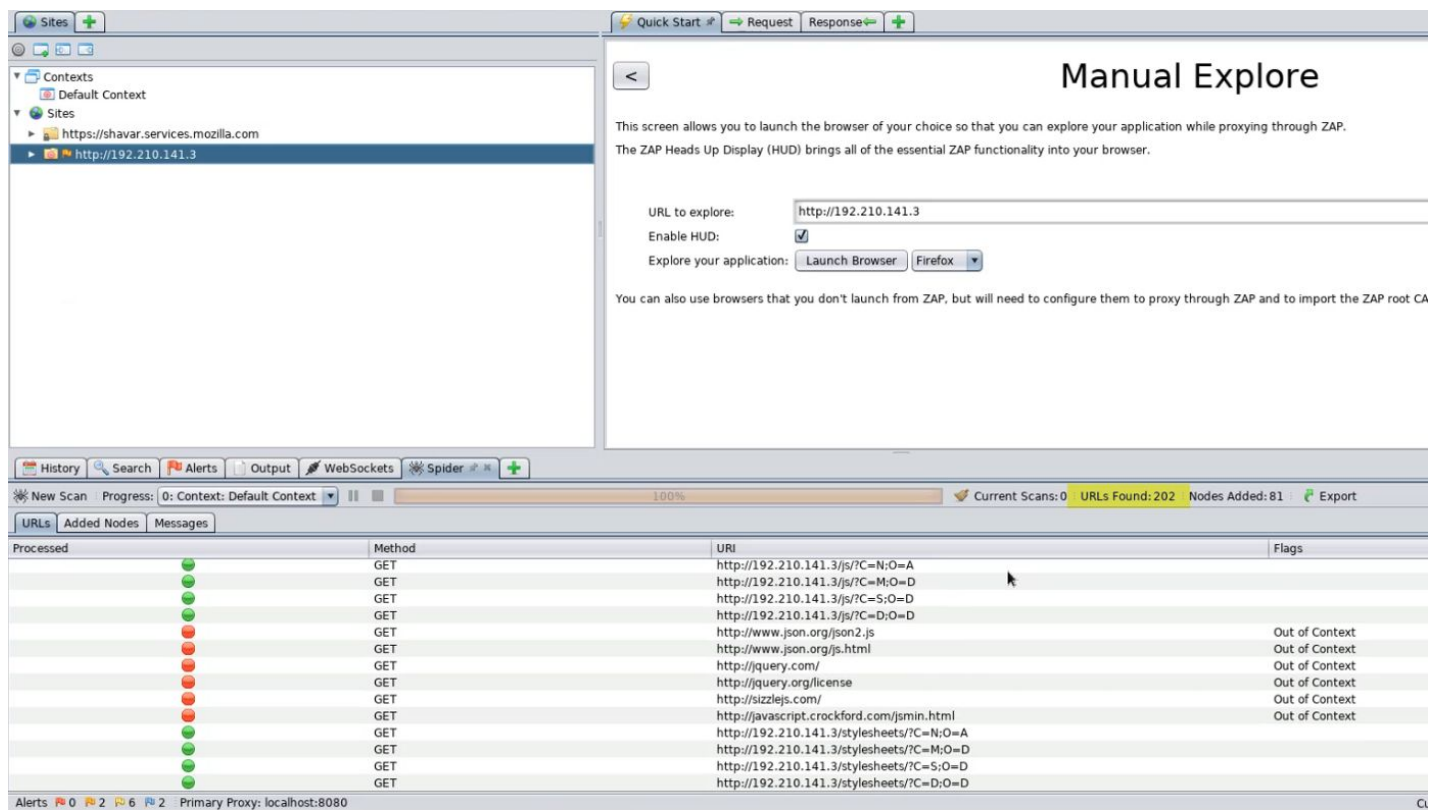 Sites
Quick Start
Request
Response
Contexts
Default Context
Sites
https://shavar.services.mozilla.com
http://192.210.141.3
<
Manual Explore
This screen allows you to launch the browser of your choice so that you can explore your application while proxying through ZAP.
The ZAP Heads Up Display (HUD) brings all of the essential ZAP functionality into your browser.
URL to explore: http://192.210.141.3
Enable HUD:
Explore your application: Launch Browser Firefox
You can also use browsers that you don't launch from ZAP, but will need to configure them to proxy through ZAP and to import the ZAP root CA
History Search Alerts Output WebSockets Spider
New Scan Progress: 0: Context: Default Context 100% Current Scans: 0 URLs Found: 202 Nodes Added: 81 Export
URLs Added Nodes Messages
Processed Method URI Flags
GET http://192.210.141.3/js/?C=N;O=A
GET http://192.210.141.3/js/?C=M;O=D
GET http://192.210.141.3/js/?C=S;O=D
GET http://192.210.141.3/js/?C=D;O=D
GET http://www.json.org/json2.js Out of Context
GET http://www.json.org/js.html Out of Context
GET http://jquery.com/ Out of Context
GET http://jquery.org/license Out of Context
GET http://sizzlejs.com/ Out of Context
GET http://javascript.crockford.com/jsmin.html Out of Context
GET http://192.210.141.3/stylesheets/?C=N;O=A
GET http://192.210.141.3/stylesheets/?C=M;O=D
GET http://192.210.141.3/stylesheets/?C=S;O=D
GET http://192.210.141.3/stylesheets/?C=D;O=D
Alerts 0 2 6 2 Primary Proxy: localhost:8080